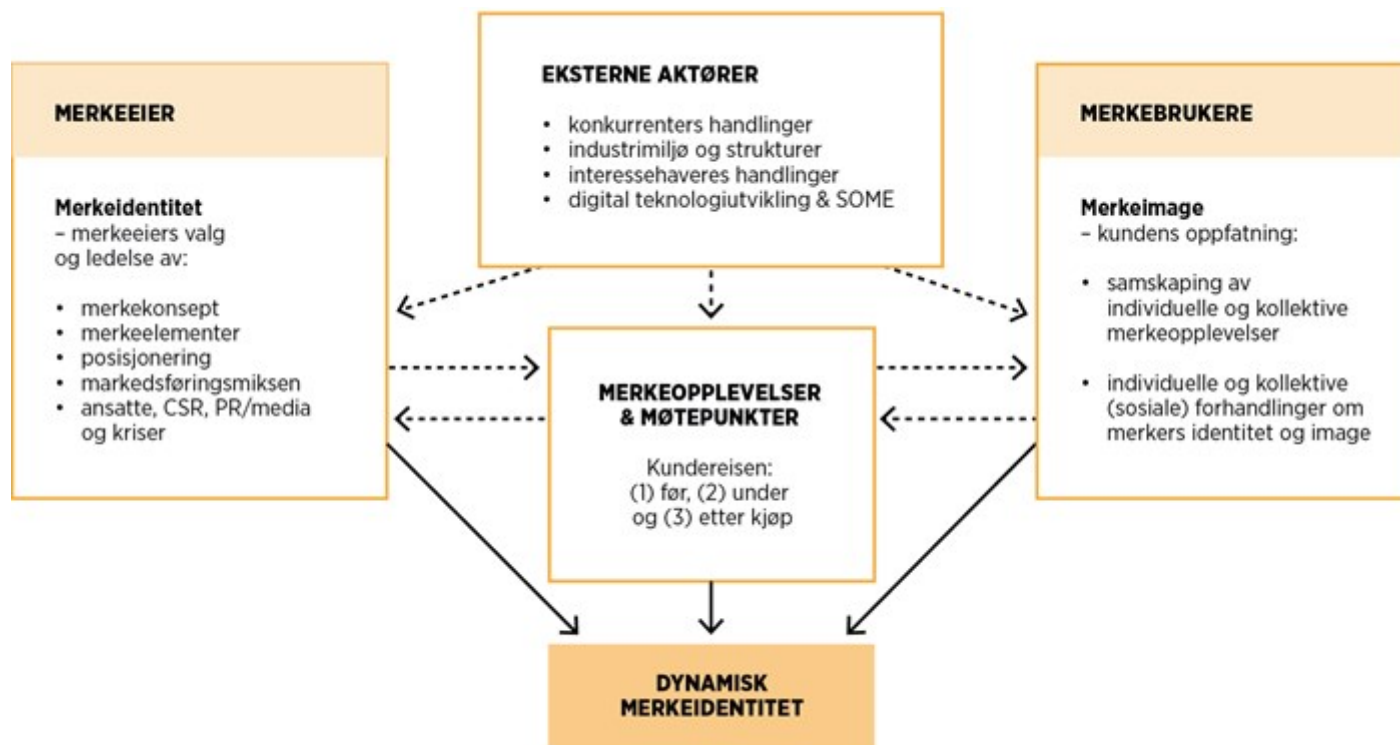 EKSTERNE AKTØRER
• konkurrenters handlinger
• industrimiljø og strukturer
• interessehaveres handlinger
• digital teknologiutvikling & SOME
MERKEEIER
Merkeidentitet
– merkeeiers valg
og ledelse av:
• merkekonsept
• merkeelementer
• posisjonering
• markedsføringsmiksen
• ansatte, CSR, PR/media
og kriser
MERKEOPPLEVELSER
& MØTEPUNKTER
Kundereisen:
(1) før, (2) under
og (3) etter kjøp
MERKEBRUKERE
Merkeimage
– kundens oppfatning:
• samskaping av
individuelle og kollektive
merkeopplevelser
• individuelle og kollektive
(sosiale) forhandlinger om
merkers identitet og image
DYNAMISK
MERKEIDENTITET